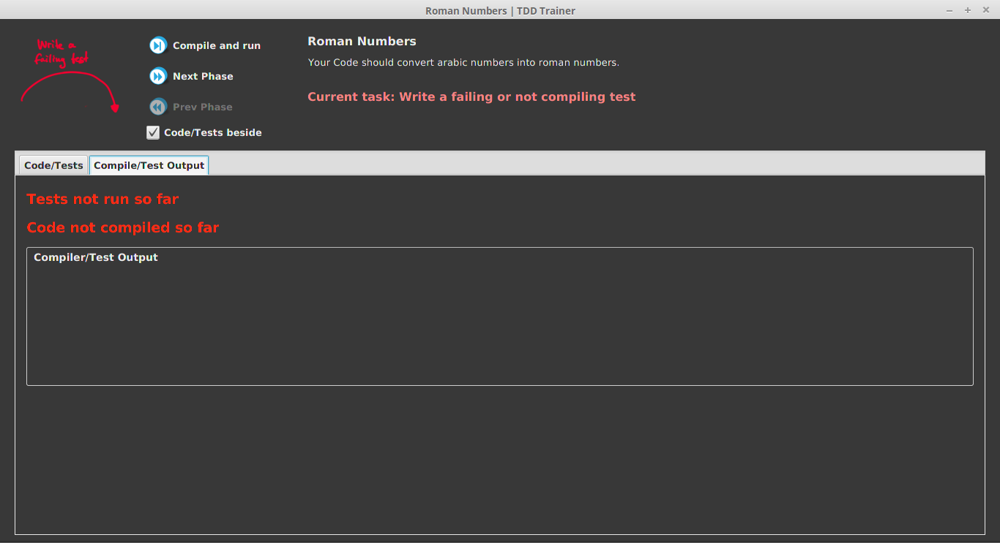 Roman Numbers | TDD Trainer
Write a
failing test
Compile and run
Next Phase
Prev Phase
Code/Tests beside
Roman Numbers
Your Code should convert arabic numbers into roman numbers.
Current task: Write a failing or not compiling test
Code/Tests
Compile/Test Output
Tests not run so far
Code not compiled so far
Compiler/Test Output